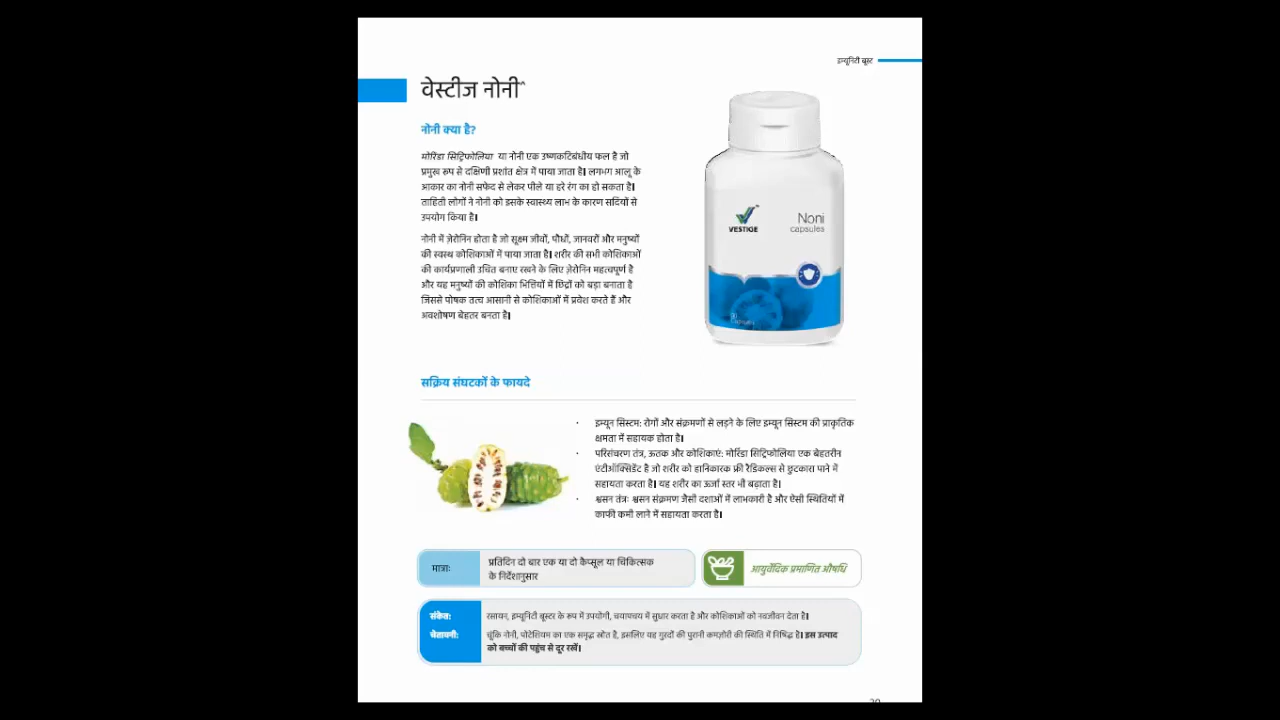 इम्यूनिटी बूस्ट
वेस्टीज नोनी^
नोनी क्या है?
मोरिंडा सिट्रिफोलिया या नोनी एक उष्णकटिबंधीय फल है जो
प्रमुख रूप से दक्षिणी प्रशांत क्षेत्र में पाया जाता है। लगभग आलू के
आकार का नोनी सफेद से लेकर पीले या हरे रंग का हो सकता है।
ताहिती लोगों ने नोनी को इसके स्वास्थ्य लाभ के कारण सदियों से
उपयोग किया है।
नोनी में ज़ेरोनिन होता है जो सूक्ष्म जीवों, पौधों, जानवरों और मनुष्यों
की स्वस्थ कोशिकाओं में पाया जाता है। शरीर की सभी कोशिकाओं
की कार्यप्रणाली उचित बनाए रखने के लिए ज़ेरोनिन महत्वपूर्ण है
और यह मनुष्यों की कोशिका भित्तियों में छिद्रों को बड़ा बनाता है
जिससे पोषक तत्व आसानी से कोशिकाओं में प्रवेश करते हैं और
अवशोषण बेहतर बनता है।
VESTIGE
Noni
capsules
90
Capsules
सक्रिय संघटकों के फायदे
· इम्यून सिस्टम: रोगों और संक्रमणों से लड़ने के लिए इम्यून सिस्टम की प्राकृतिक
क्षमता में सहायक होता है।
· परिसंचरण तंत्र, ऊतक और कोशिकाएं: मोरिंडा सिट्रिफोलिया एक बेहतरीन
एंटीऑक्सिडेंट है जो शरीर को हानिकारक फ्री रैडिकल्स से छुटकारा पाने में
सहायता करता है। यह शरीर का ऊर्जा स्तर भी बढ़ाता है।
· श्वसन तंत्र: श्वसन संक्रमण जैसी दशाओं में लाभकारी है और ऐसी स्थितियों में
काफी कमी लाने में सहायता करता है।
मात्रा:
प्रतिदिन दो बार एक या दो कैप्सूल या चिकित्सक
के निर्देशानुसार
आयुर्वेदिक प्रमाणित औषधि
संकेत:
रसायन, इम्यूनिटी बूस्टर के रूप में उपयोगी, चयापचय में सुधार करता है और कोशिकाओं को नवजीवन देता है।
चेतावनी:
चूंकि नोनी, पोटेशियम का एक समृद्ध स्रोत है, इसलिए यह गुरदों की पुरानी कमज़ोरी की स्थिति में निषिद्ध है। इस उत्पाद
को बच्चों की पहुंच से दूर रखें।